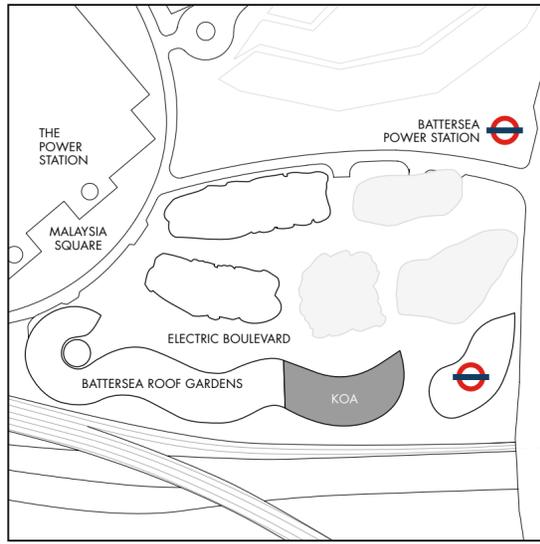 BATTERSEA
POWER STATION
THE
POWER
STATION
MALAYSIA
SQUARE
ELECTRIC BOULEVARD
BATTERSEA ROOF GARDENS
KOA